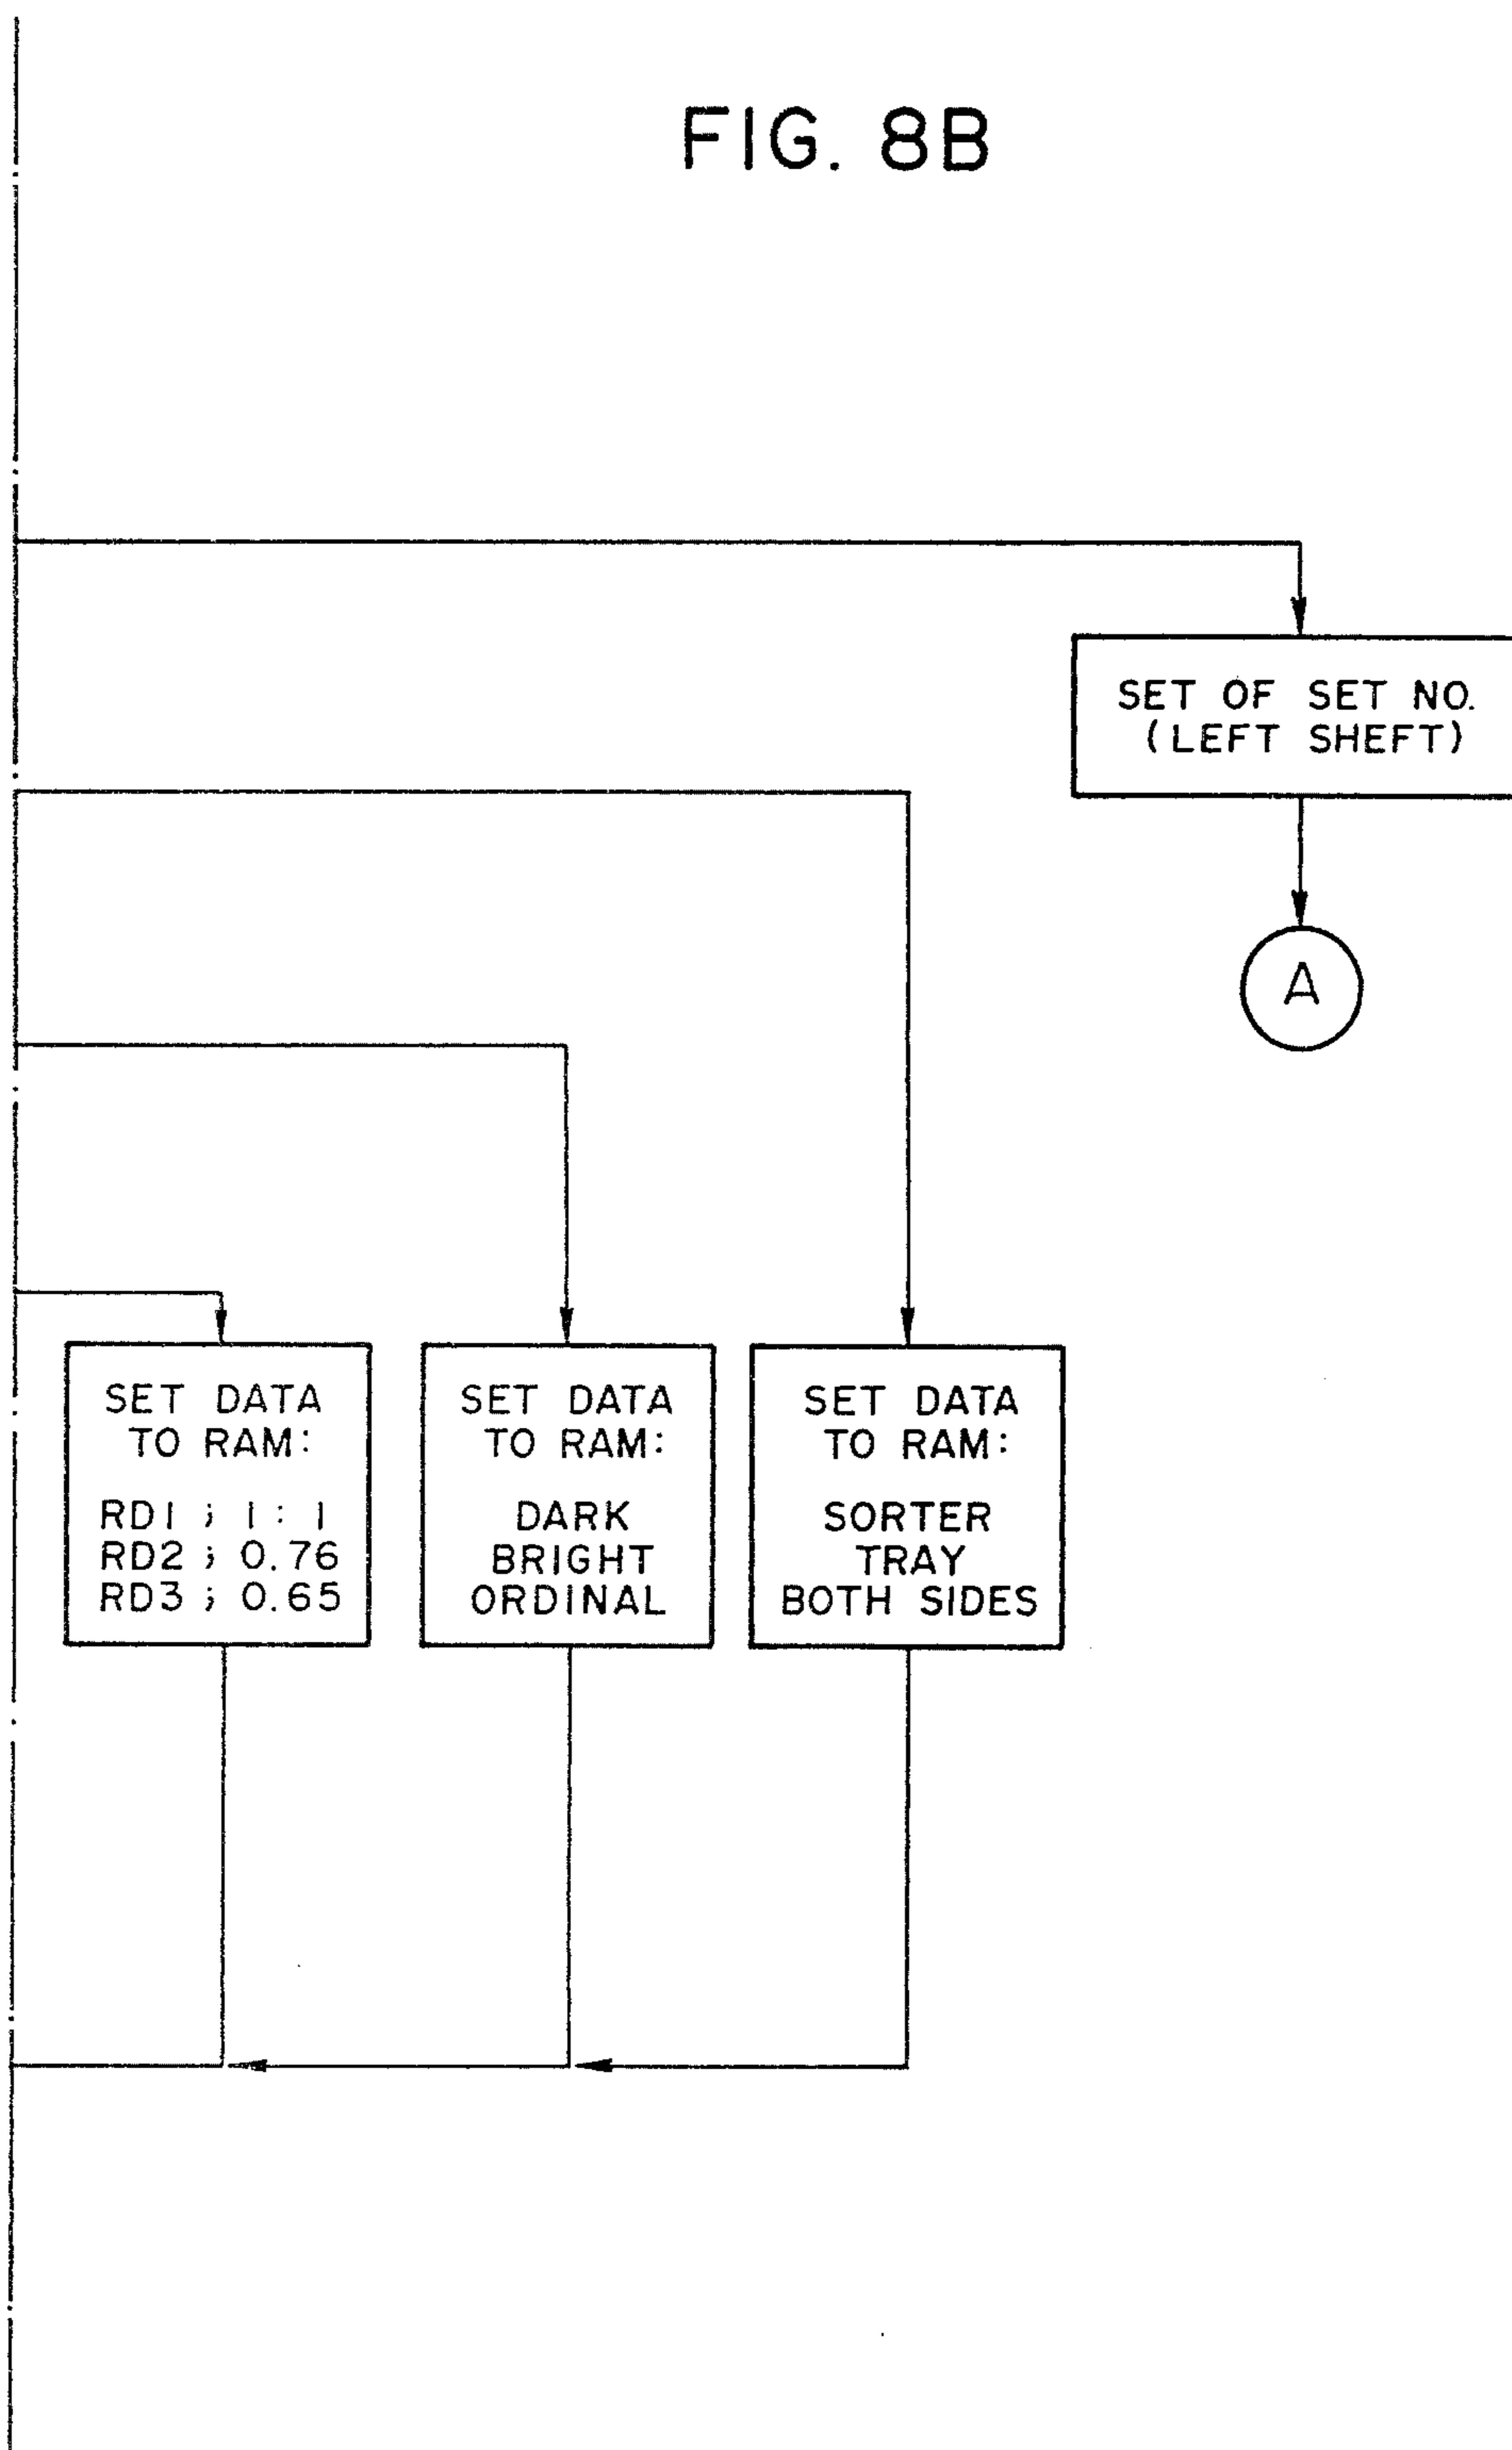 FIG. 8B
SET OF SET NO.
(LEFT SHEFT)
A
SET DATA
TO RAM:
RD1 ; 1 : 1
RD2 ; 0.76
RD3 ; 0.65
SET DATA
TO RAM:
DARK
BRIGHT
ORDINAL
SET DATA
TO RAM:
SORTER
TRAY
BOTH SIDES